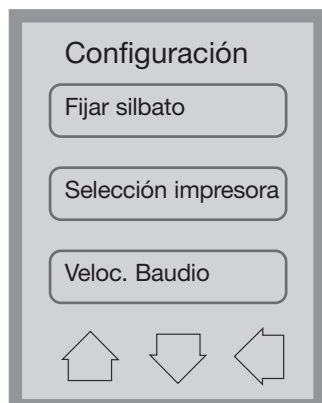 Configuración
Fijar silbato
Selección impresora
Veloc. Baudio